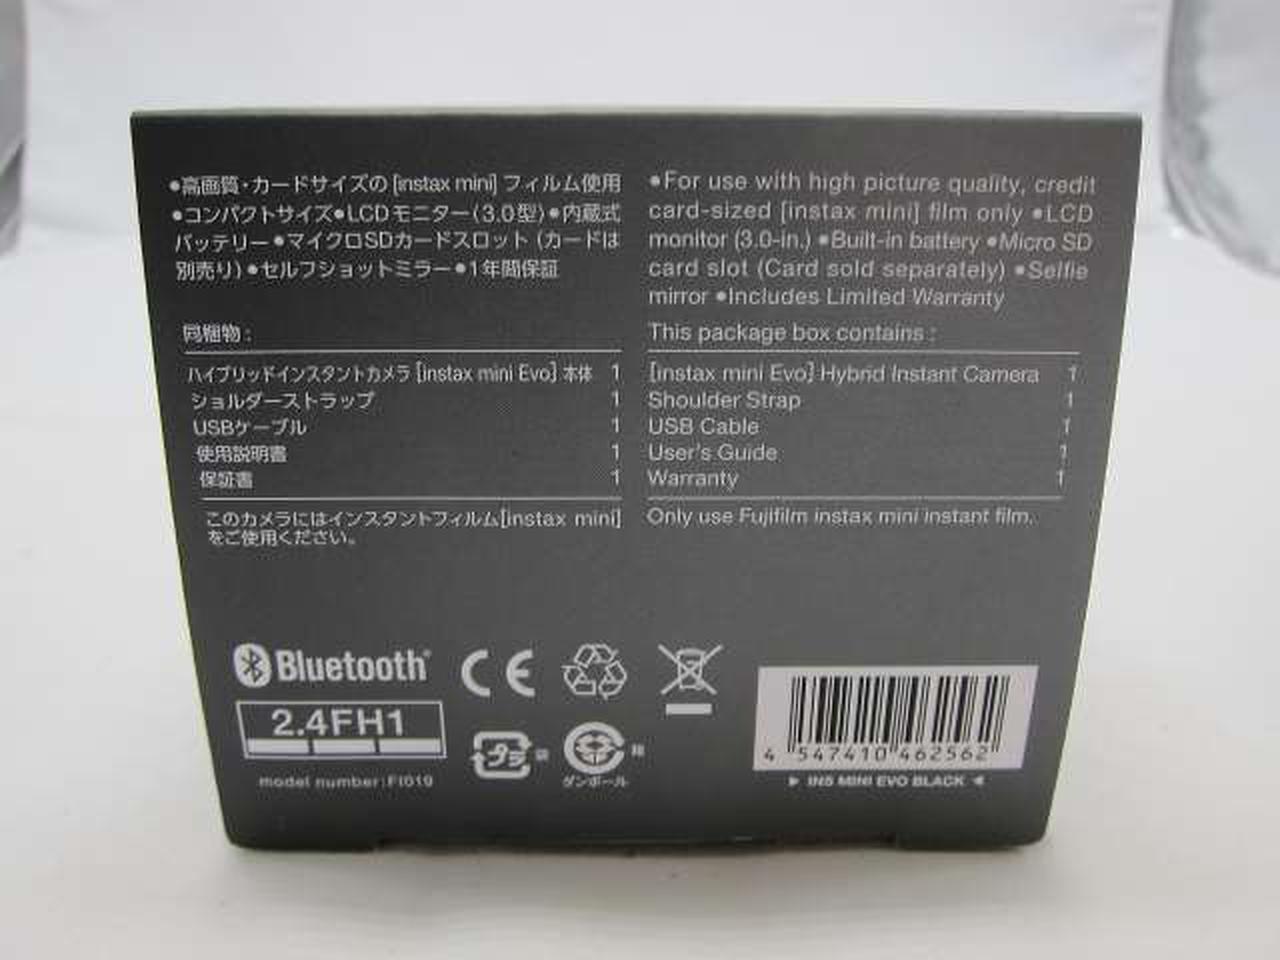 ●高画質・カードサイズの [instax mini] フィルム使用
●コンパクトサイズ●LCDモニター(3.0型)●内蔵式
バッテリー●マイクロSDカードスロット (カードは
別売り)●セルフショットミラー●1年間保証
同梱物 :
ハイブリッドインスタントカメラ [instax mini Evo] 本体 1
ショルダーストラップ 1
USBケーブル 1
使用説明書 1
保証書 1
このカメラにはインスタントフィルム[instax mini]
をご使用ください。
●For use with high picture quality, credit
card-sized [instax mini] film only ●LCD
monitor (3.0-in.) ●Built-in battery ●Micro SD
card slot (Card sold separately) ●Selfie
mirror ●Includes Limited Warranty
This package box contains :
[instax mini Evo] Hybrid Instant Camera 1
Shoulder Strap 1
USB Cable 1
User's Guide 1
Warranty 1
Only use Fujifilm instax mini instant film.
Bluetooth®
CE
2.4FH1
model number:FI019
プラ 袋
ダンボール 箱
4 547410 462562
► INS MINI EVO BLACK ◄